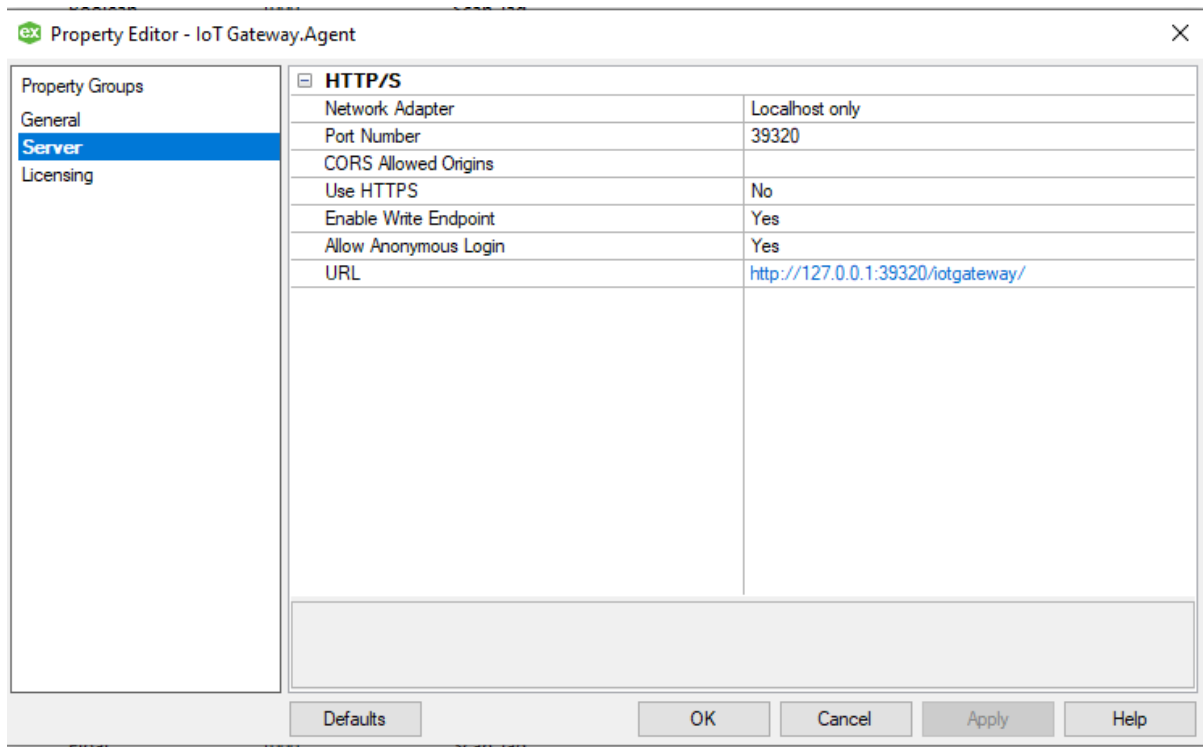 ex Property Editor - IoT Gateway.Agent
Property Groups
General
Server
Licensing
HTTP/S
Network Adapter Localhost only
Port Number 39320
CORS Allowed Origins
Use HTTPS No
Enable Write Endpoint Yes
Allow Anonymous Login Yes
URL http://127.0.0.1:39320/iotgateway/
Defaults OK Cancel Apply Help